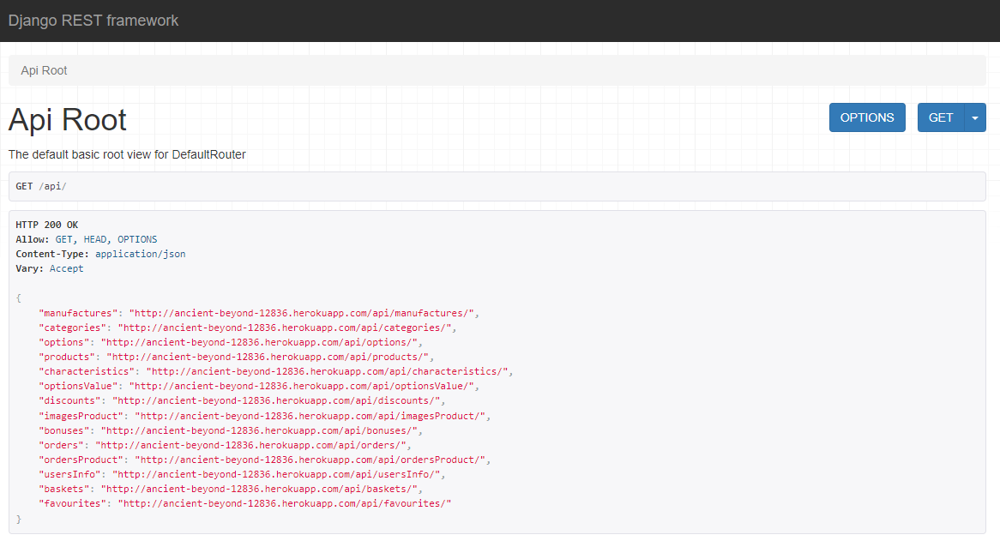 Django REST framework
Api Root
Api Root
OPTIONS
GET
The default basic root view for DefaultRouter
GET /api/
HTTP 200 OK
Allow: GET, HEAD, OPTIONS
Content-Type: application/json
Vary: Accept
{
    "manufactures": "http://ancient-beyond-12836.herokuapp.com/api/manufactures/",
    "categories": "http://ancient-beyond-12836.herokuapp.com/api/categories/",
    "options": "http://ancient-beyond-12836.herokuapp.com/api/options/",
    "products": "http://ancient-beyond-12836.herokuapp.com/api/products/",
    "characteristics": "http://ancient-beyond-12836.herokuapp.com/api/characteristics/",
    "optionsValue": "http://ancient-beyond-12836.herokuapp.com/api/optionsValue/",
    "discounts": "http://ancient-beyond-12836.herokuapp.com/api/discounts/",
    "imagesProduct": "http://ancient-beyond-12836.herokuapp.com/api/imagesProduct/",
    "bonuses": "http://ancient-beyond-12836.herokuapp.com/api/bonuses/",
    "orders": "http://ancient-beyond-12836.herokuapp.com/api/orders/",
    "ordersProduct": "http://ancient-beyond-12836.herokuapp.com/api/ordersProduct/",
    "usersInfo": "http://ancient-beyond-12836.herokuapp.com/api/usersInfo/",
    "baskets": "http://ancient-beyond-12836.herokuapp.com/api/baskets/",
    "favourites": "http://ancient-beyond-12836.herokuapp.com/api/favourites/"
}